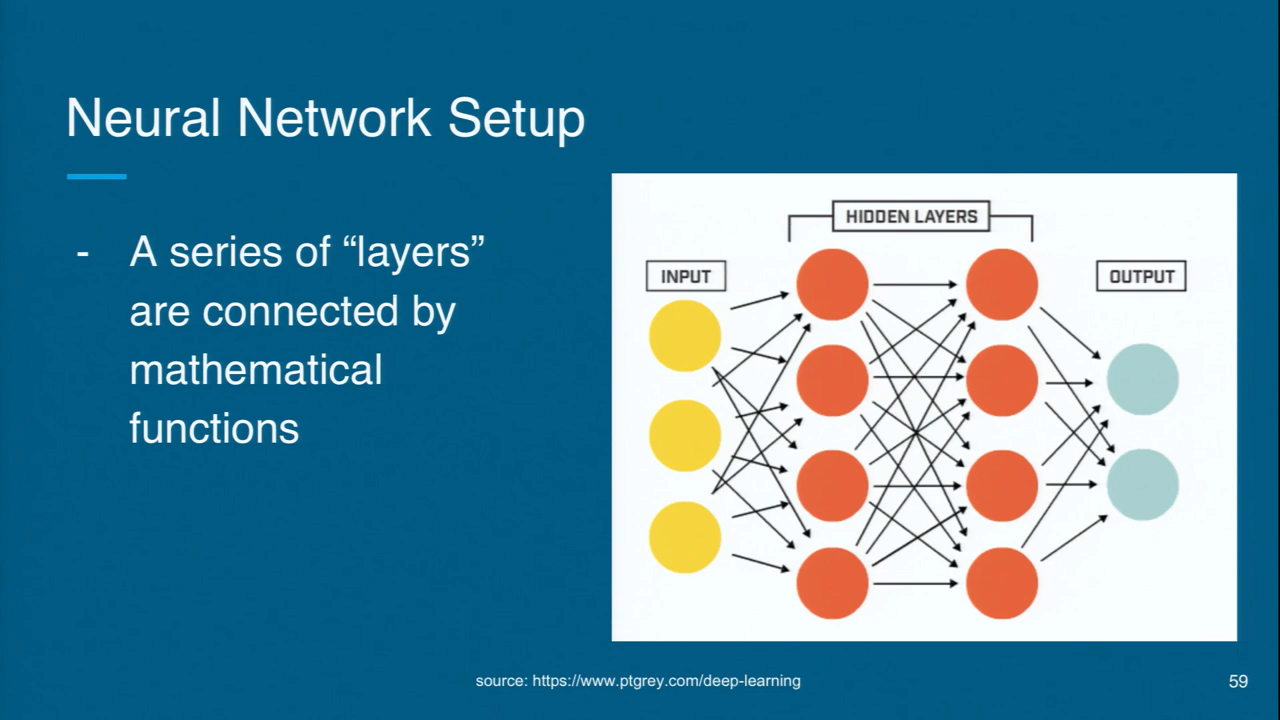 Neural Network Setup
- A series of “layers”
are connected by
mathematical
functions
HIDDEN LAYERS
INPUT
OUTPUT
source: https://www.ptgrey.com/deep-learning
59